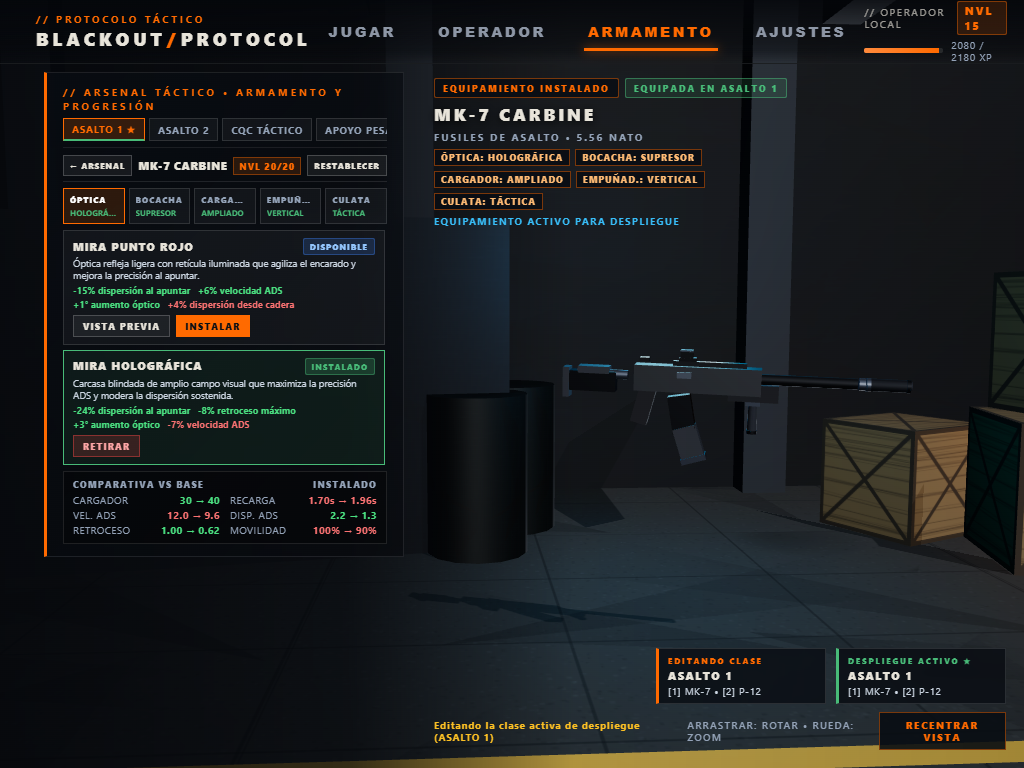 // PROTOCOLO TÁCTICO
BLACKOUT/PROTOCOL
JUGAR
OPERADOR
ARMAMENTO
AJUSTES
// OPERADOR
LOCAL
NVL
15
2080 /
2180 XP
// ARSENAL TÁCTICO • ARMAMENTO Y
PROGRESIÓN
ASALTO 1 ★
ASALTO 2
CQC TÁCTICO
APOYO PES
← ARSENAL
MK-7 CARBINE
NVL 20/20
RESTABLECER
ÓPTICA
HOLOGRÁ...
BOCACHA
SUPRESOR
CARGA...
AMPLIADO
EMPUÑ...
VERTICAL
CULATA
TÁCTICA
MIRA PUNTO ROJO
DISPONIBLE
Óptica refleja ligera con retícula iluminada que agiliza el encarado y
mejora la precisión al apuntar.
-15% dispersión al apuntar +6% velocidad ADS
+1° aumento óptico +4% dispersión desde cadera
VISTA PREVIA
INSTALAR
MIRA HOLOGRÁFICA
INSTALADO
Carcasa blindada de amplio campo visual que maximiza la precisión
ADS y modera la dispersión sostenida.
-24% dispersión al apuntar -8% retroceso máximo
+3° aumento óptico -7% velocidad ADS
RETIRAR
COMPARATIVA VS BASE
INSTALADO
CARGADOR 30 → 40 RECARGA 1.70s → 1.96s
VEL. ADS 12.0 → 9.6 DISP. ADS 2.2 → 1.3
RETROCESO 1.00 → 0.62 MOVILIDAD 100% → 90%
EQUIPAMIENTO INSTALADO
EQUIPADA EN ASALTO 1
MK-7 CARBINE
FUSILES DE ASALTO • 5.56 NATO
ÓPTICA: HOLOGRÁFICA
BOCACHA: SUPRESOR
CARGADOR: AMPLIADO
EMPUÑAD.: VERTICAL
CULATA: TÁCTICA
EQUIPAMIENTO ACTIVO PARA DESPLIEGUE
EDITANDO CLASE
ASALTO 1
[1] MK-7 • [2] P-12
DESPLIEGUE ACTIVO ★
ASALTO 1
[1] MK-7 • [2] P-12
Editando la clase activa de despliegue
(ASALTO 1)
ARRASTRAR: ROTAR • RUEDA:
ZOOM
RECENTRAR
VISTA